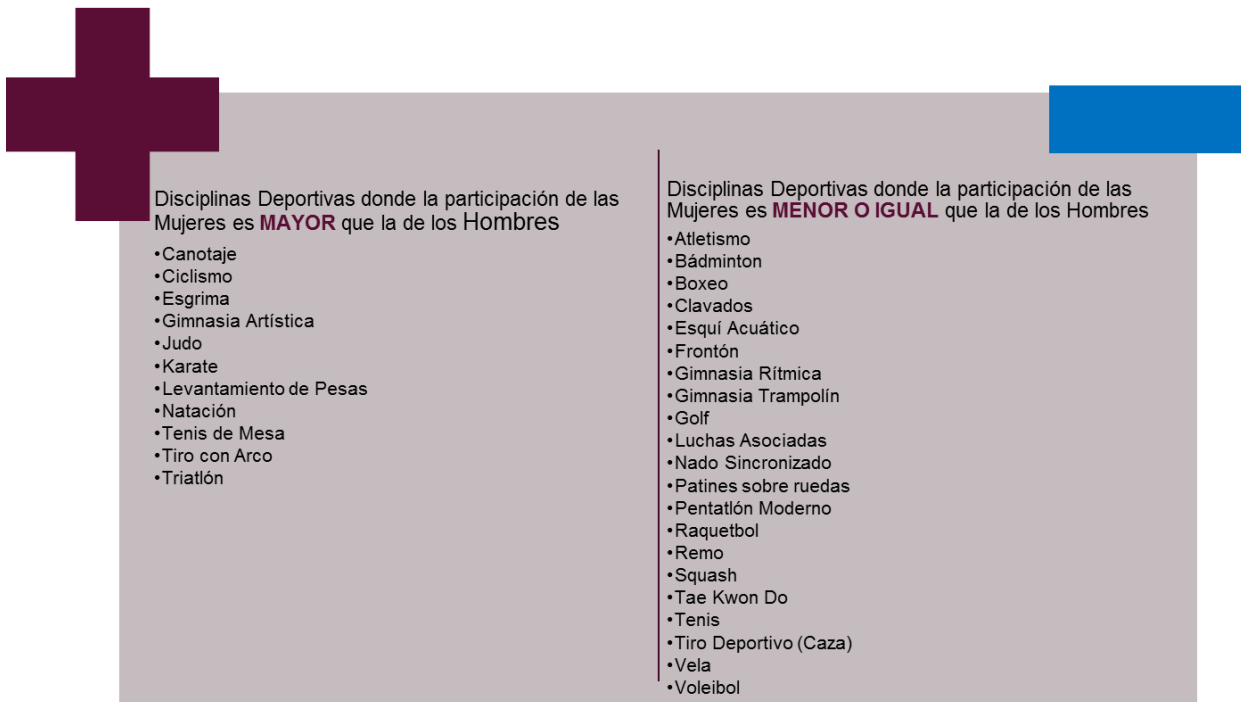 Disciplinas Deportivas donde la participación de las
Mujeres es MAYOR que la de los Hombres
•Canotaje
•Ciclismo
•Esgrima
•Gimnasia Artística
•Judo
•Karate
•Levantamiento de Pesas
•Natación
•Tenis de Mesa
•Tiro con Arco
•Triatlón
Disciplinas Deportivas donde la participación de las
Mujeres es MENOR O IGUAL que la de los Hombres
•Atletismo
•Bádminton
•Boxeo
•Clavados
•Esquí Acuático
•Frontón
•Gimnasia Rítmica
•Gimnasia Trampolín
•Golf
•Luchas Asociadas
•Nado Sincronizado
•Patines sobre ruedas
•Pentatlón Moderno
•Raquetbol
•Remo
•Squash
•Tae Kwon Do
•Tenis
•Tiro Deportivo (Caza)
•Vela
•Voleibol